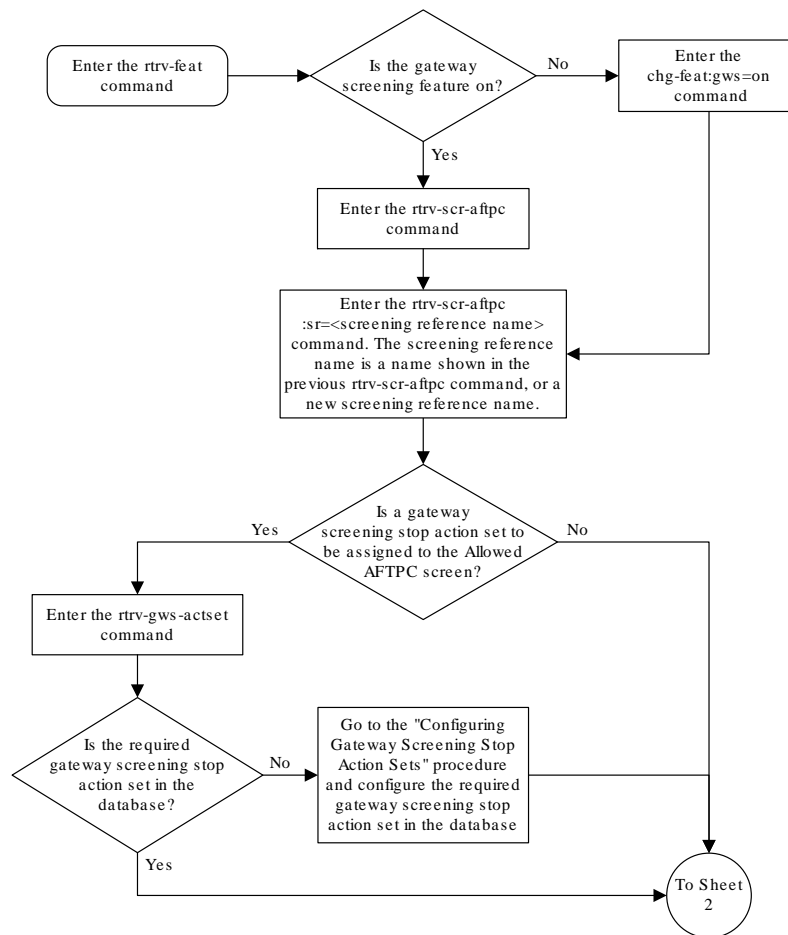 Enter the rtrv-feat
command
Is the gateway
screening feature on?
No
Enter the
chg-feat:gws=on
command
Yes
Enter the rtrv-scr-aftpc
command
Enter the rtrv-scr-aftpc
:sr=<screening reference name>
command. The screening reference
name is a name shown in the
previous rtrv-scr-aftpc command, or a
new screening reference name.
Is a gateway
screening stop action set to
be assigned to the Allowed
AFTPC screen?
Yes
No
Enter the rtrv-gws-actset
command
Is the required
gateway screening stop
action set in the
database?
No
Go to the "Configuring
Gateway Screening Stop
Action Sets" procedure
and configure the required
gateway screening stop
action set in the database
Yes
To Sheet
2